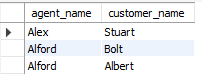 agent_name customer_name
Alex Stuart
Alford Bolt
Alford Albert